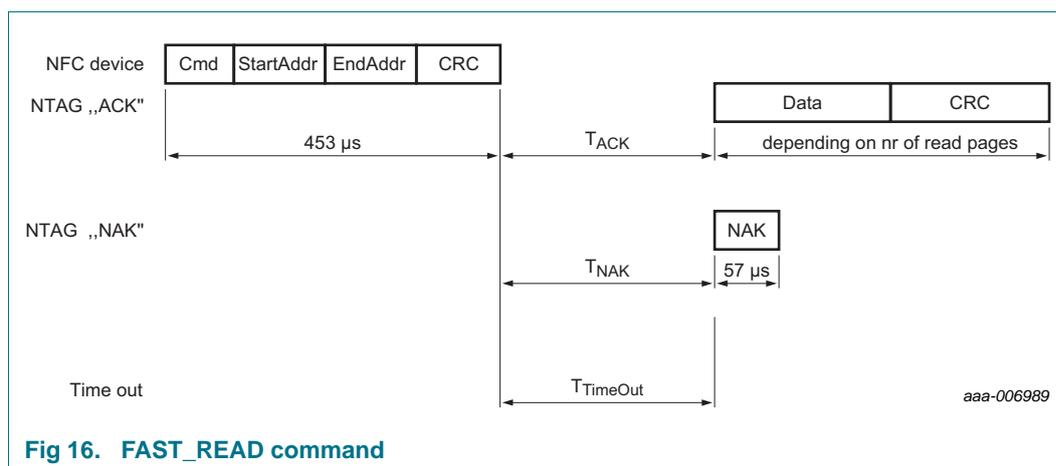 NFC device Cmd StartAddr EndAddr CRC
NTAG ,,ACK" Data CRC
453 µs TACK depending on nr of read pages
NTAG ,,NAK" NAK
TNAK 57 µs
Time out TTimeOut aaa-006989
Fig 16. FAST_READ command